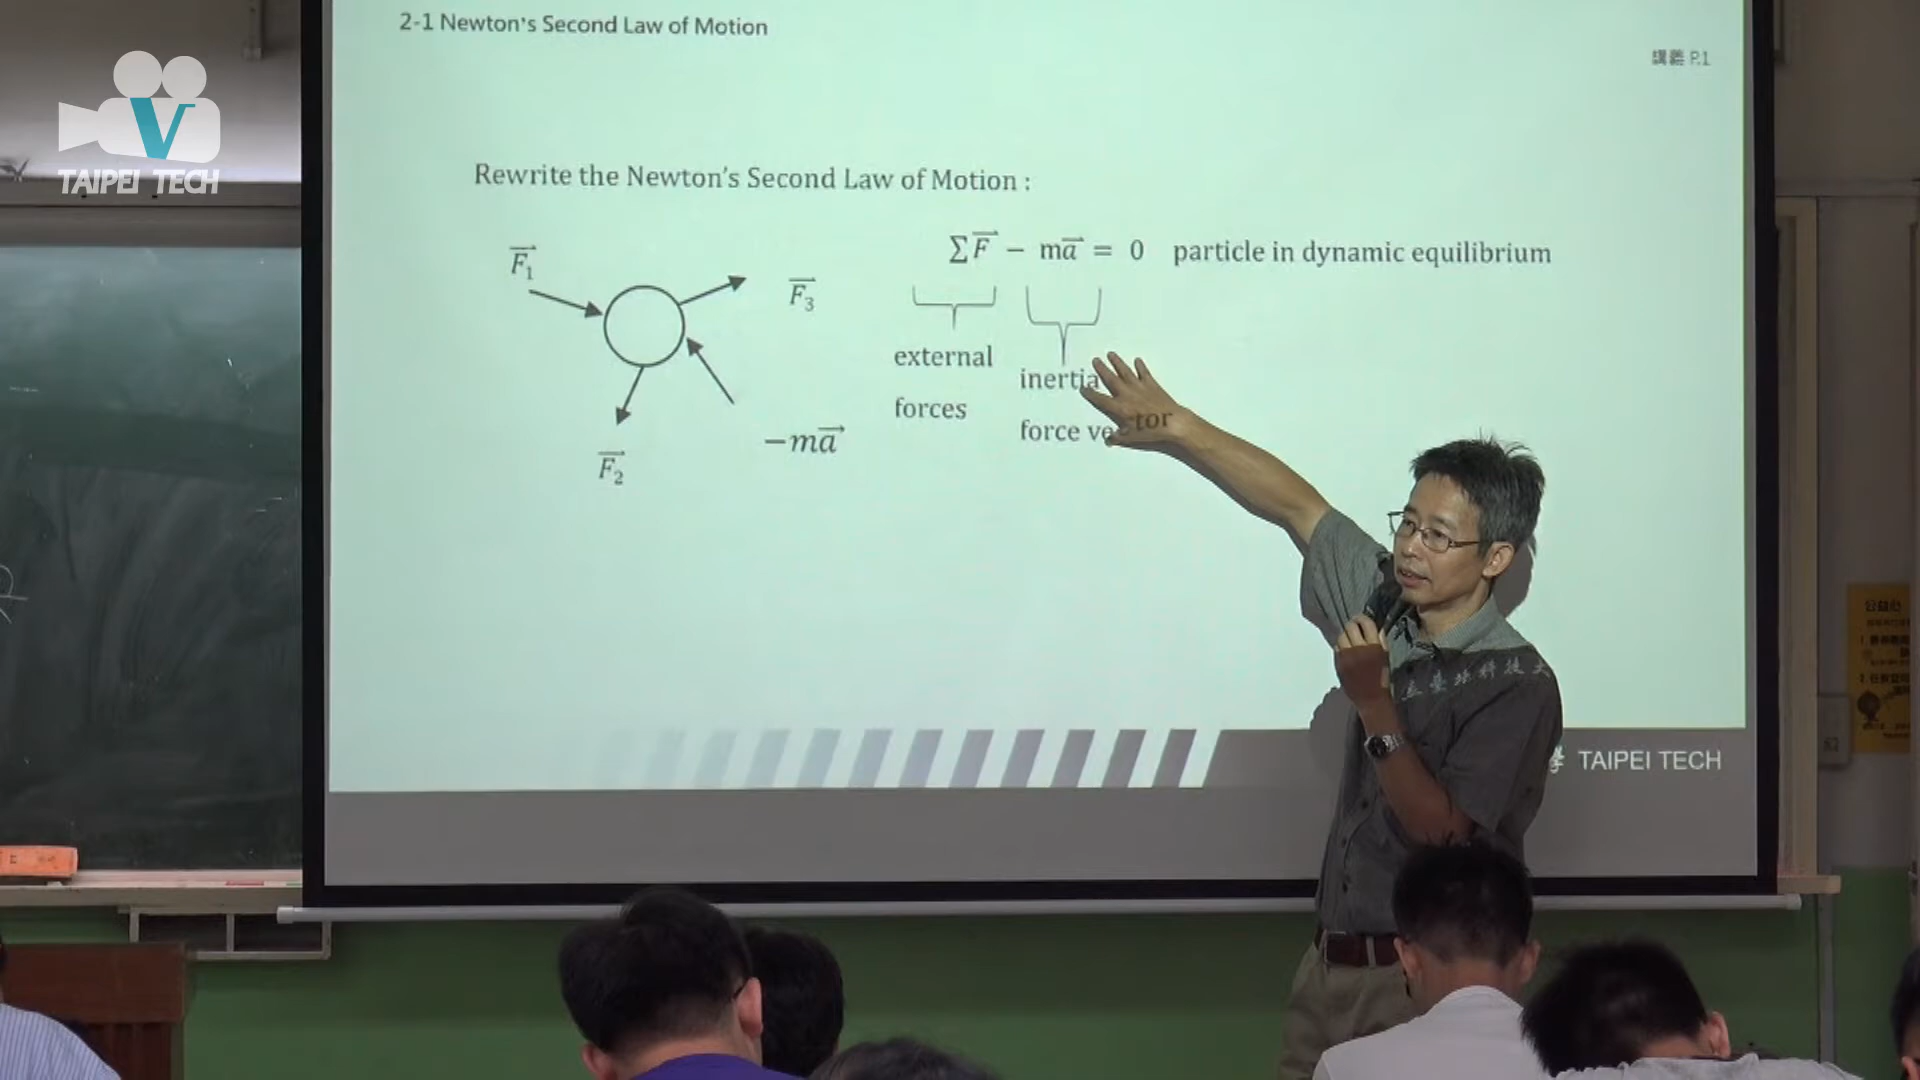 2-1 Newton's Second Law of Motion
講義 P.1
TAIPEI TECH
Rewrite the Newton's Second Law of Motion :
∑F⃗ − ma⃗ = 0 particle in dynamic equilibrium
F₁⃗
F₃⃗
external
forces
inertia
force vector
−ma⃗
F₂⃗
學 TAIPEI TECH